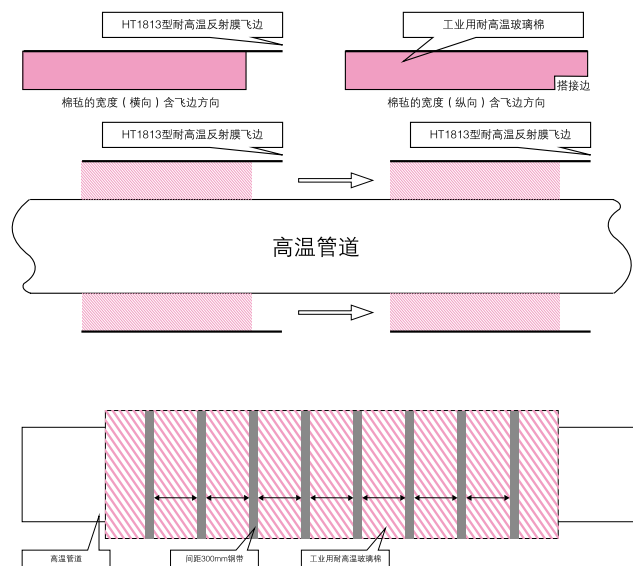 HT1813型耐高温反射膜飞边
工业用耐高温玻璃棉
搭接边
棉毡的宽度（横向）含飞边方向
棉毡的宽度（纵向）含飞边方向
HT1813型耐高温反射膜飞边
HT1813型耐高温反射膜飞边
高温管道
高温管道
间距300mm钢带
工业用耐高温玻璃棉